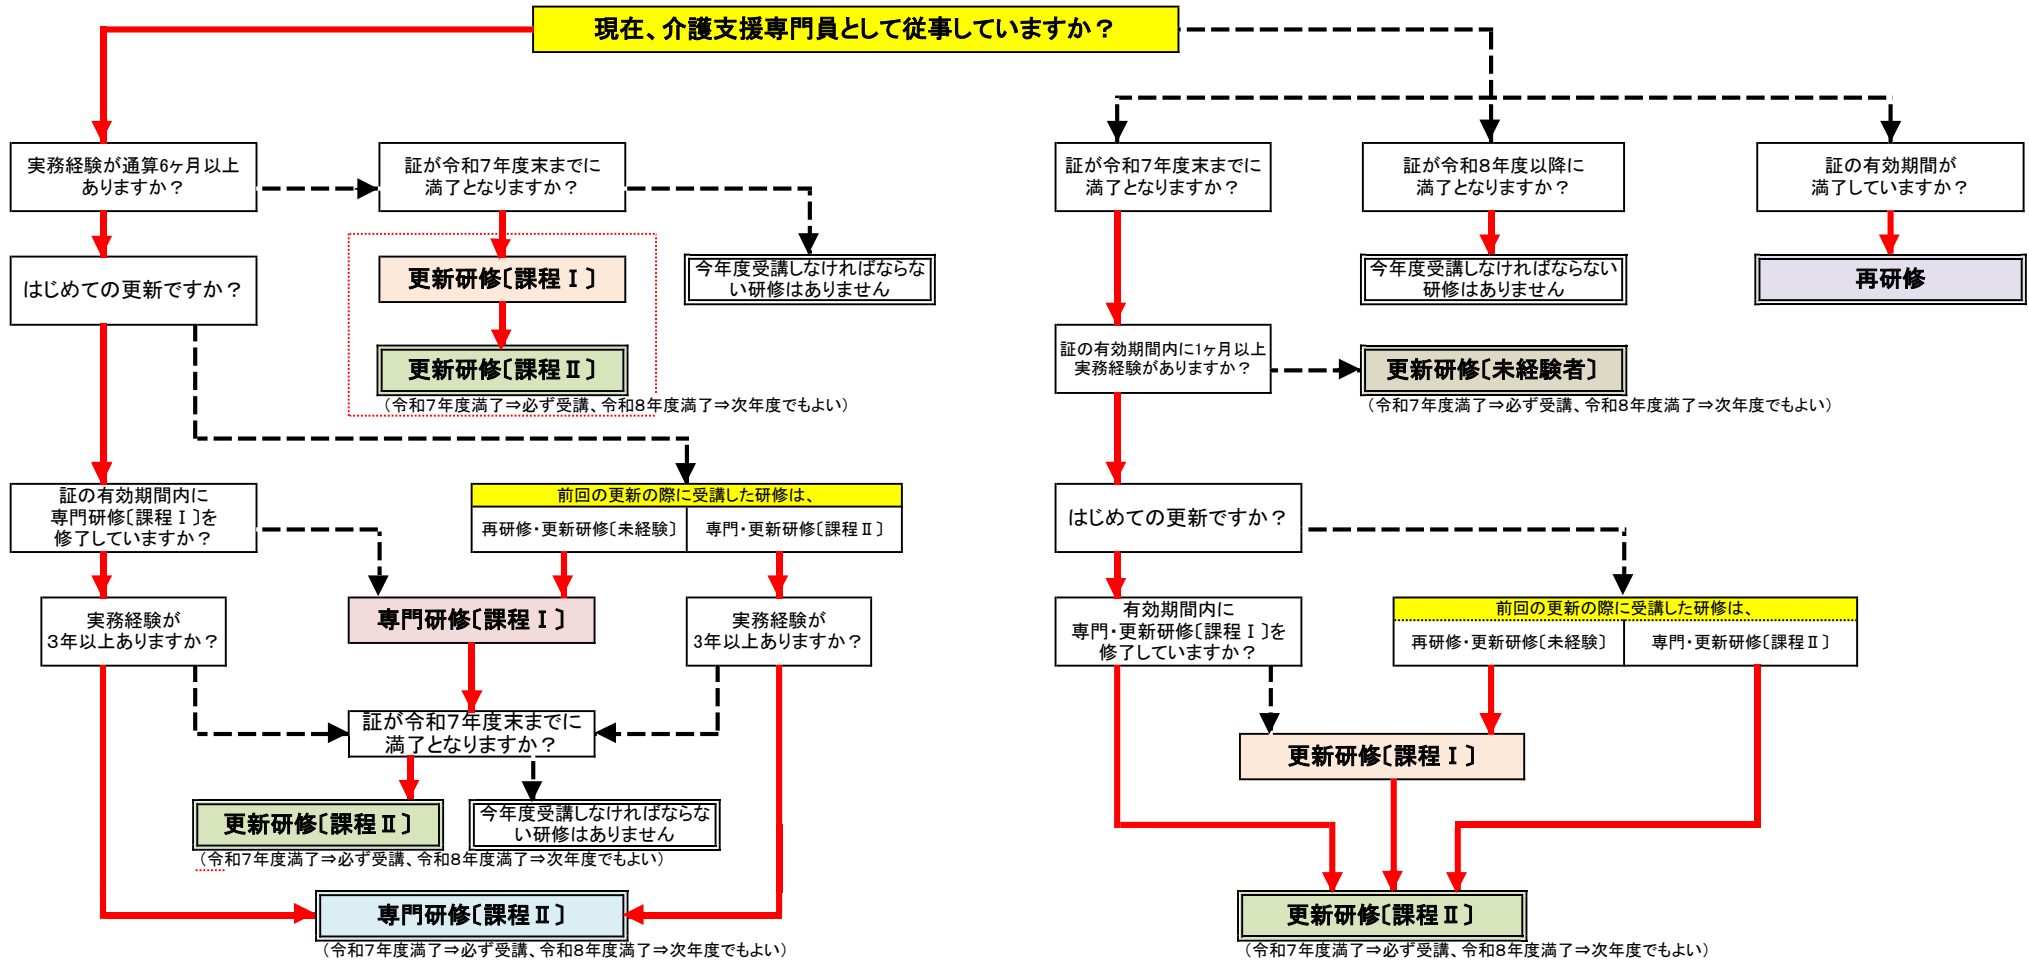 現在、介護支援専門員として従事していますか？
実務経験が通算6ヶ月以上
ありますか？
証が令和７年度末までに
満了となりますか？
証が令和７年度末までに
満了となりますか？
証が令和８年度以降に
満了となりますか？
証の有効期間が
満了していますか？
はじめての更新ですか？
更新研修〔課程Ⅰ〕
今年度受講しなければならな
い研修はありません
今年度受講しなければならない
研修はありません
再研修
更新研修〔課程Ⅱ〕
（令和７年度満了⇒必ず受講、令和８年度満了⇒次年度でもよい）
証の有効期間内に1ヶ月以上
実務経験がありますか？
更新研修〔未経験者〕
（令和７年度満了⇒必ず受講、令和８年度満了⇒次年度でもよい）
証の有効期間内に
専門研修〔課程Ⅰ〕を
修了していますか？
前回の更新の際に受講した研修は、
再研修・更新研修〔未経験〕
専門・更新研修〔課程Ⅱ〕
はじめての更新ですか？
実務経験が
３年以上ありますか？
専門研修〔課程Ⅰ〕
実務経験が
3年以上ありますか？
有効期間内に
専門・更新研修〔課程Ⅰ〕を
修了していますか？
前回の更新の際に受講した研修は、
再研修・更新研修〔未経験〕
専門・更新研修〔課程Ⅱ〕
証が令和７年度末までに
満了となりますか？
更新研修〔課程Ⅰ〕
更新研修〔課程Ⅱ〕
（令和７年度満了⇒必ず受講、令和８年度満了⇒次年度でもよい）
今年度受講しなければならな
い研修はありません
専門研修〔課程Ⅱ〕
（令和７年度満了⇒必ず受講、令和８年度満了⇒次年度でもよい）
更新研修〔課程Ⅱ〕
（令和７年度満了⇒必ず受講、令和８年度満了⇒次年度でもよい）